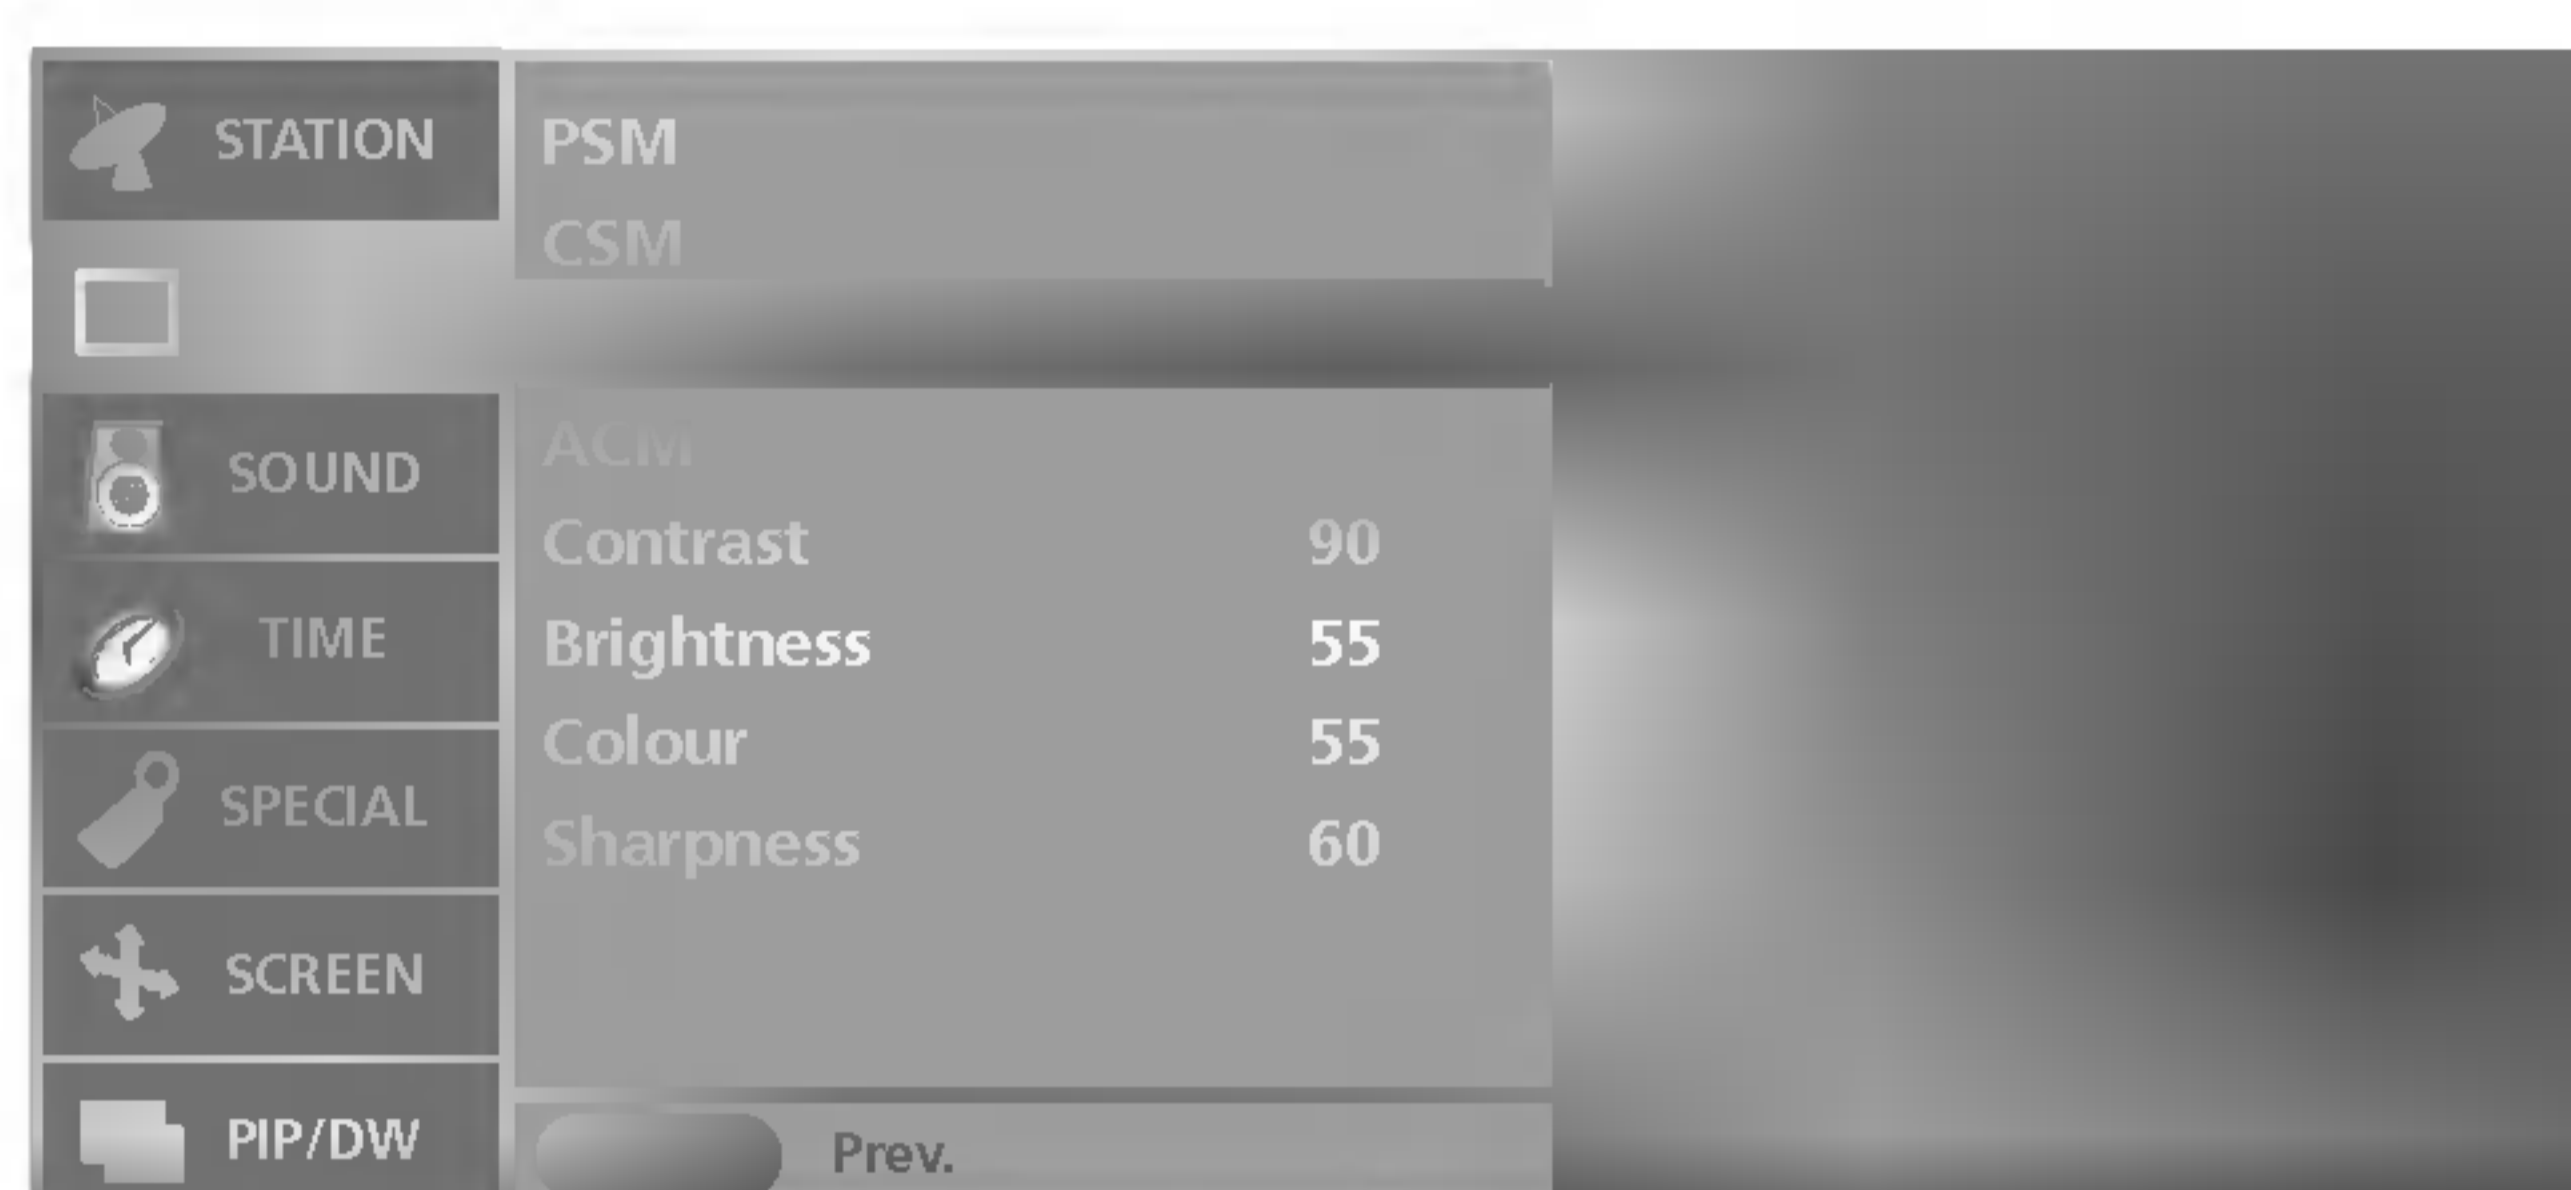 STATION
SOUND
TIME
SPECIAL
SCREEN
PIP/DW
PSM
CSM
ACM
Contrast 90
Brightness 55
Colour 55
Sharpness 60
Prev.